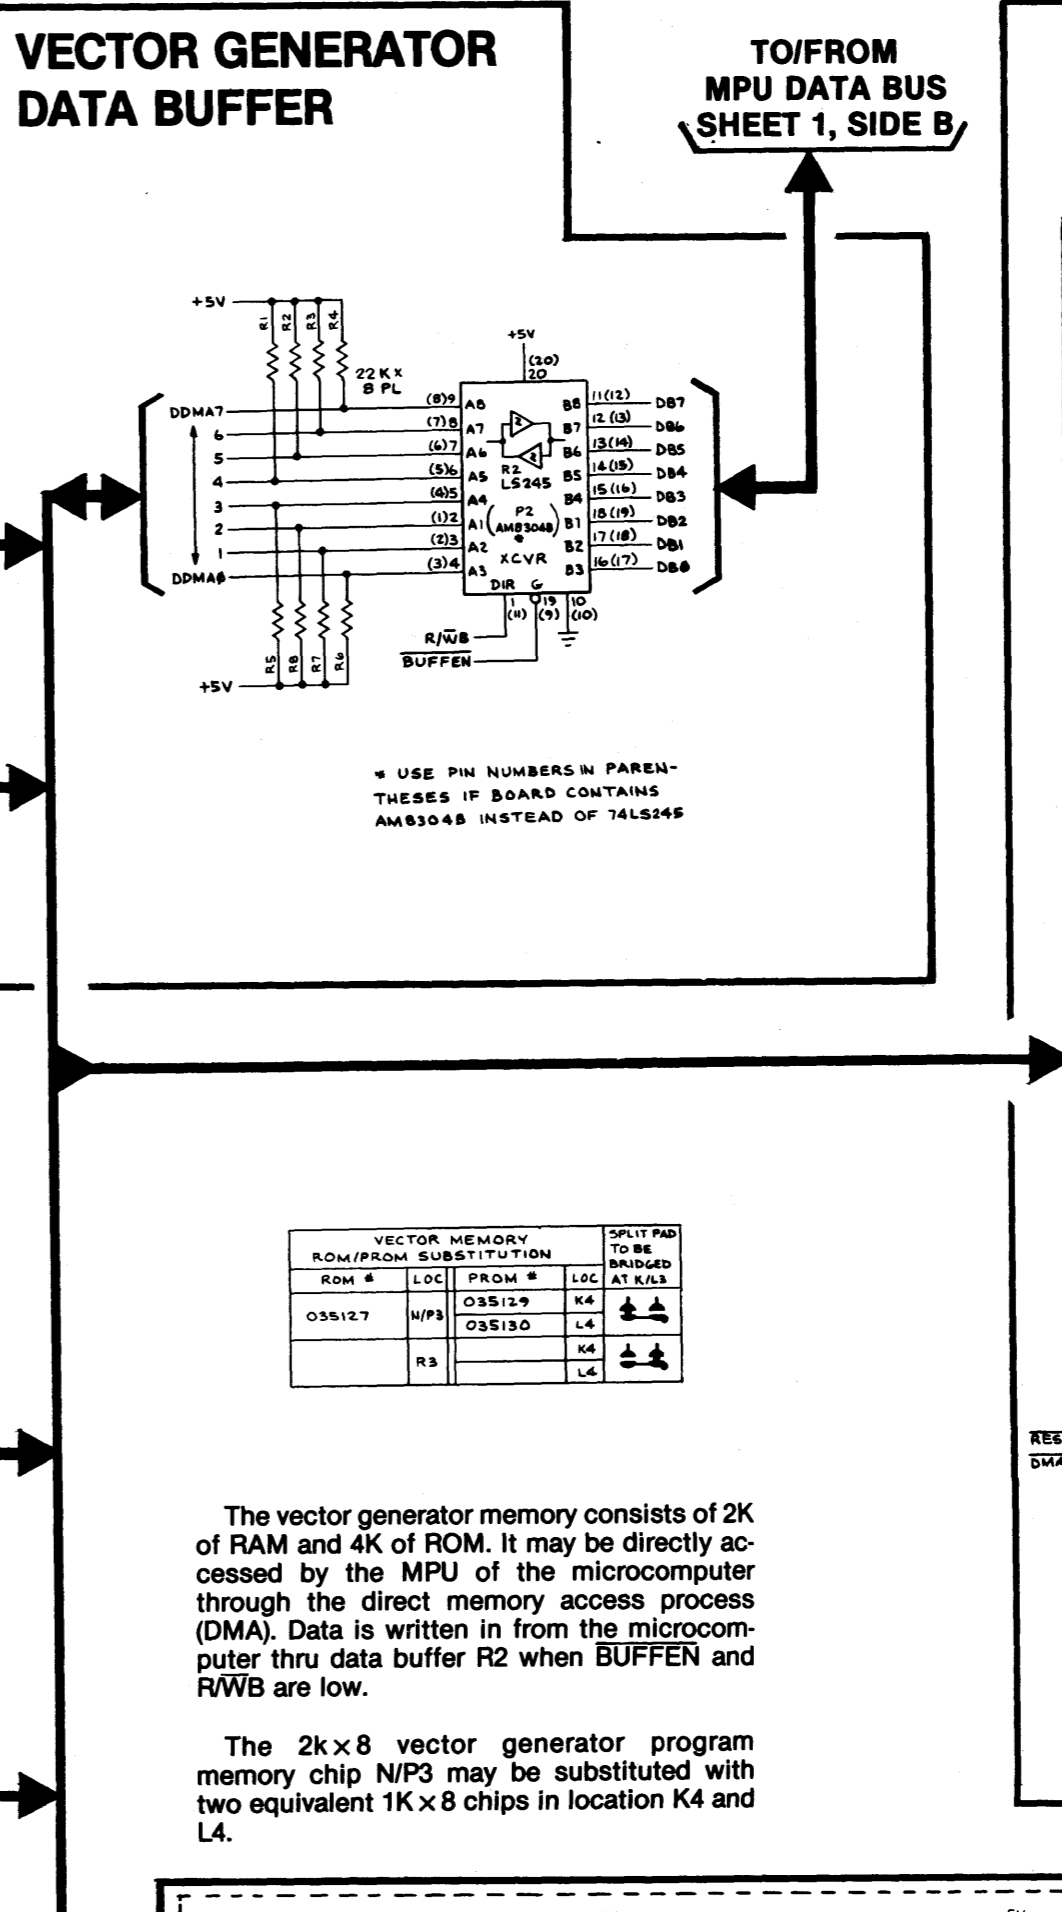 VECTOR GENERATOR
DATA BUFFER
TO/FROM
MPU DATA BUS
SHEET 1, SIDE B
+5V
R1
R2
R3
R4
22K X
8 PL
+5V
(20)
20
DDMA7
6
5
4
3
2
1
DDMA0
(8)9
(7)8
(6)7
(5)6
(4)5
(1)2
(2)3
(3)4
A8
A7
A6
A5
A4
A1
A2
A3
2
2
R2
LS245
P2
(AM8304B)
*
XCVR
DIR G
B8
B7
B6
B5
B4
B1
B2
B3
11(12)
12(13)
13(14)
14(15)
15(16)
18(19)
17(18)
16(17)
DB7
DB6
DB5
DB4
DB3
DB2
DB1
DB0
1
(11)
19
(9)
10
(10)
R/W̅B
B̅U̅F̅F̅E̅N̅
R5
R8
R7
R6
+5V
* USE PIN NUMBERS IN PAREN-
THESES IF BOARD CONTAINS
AM8304B INSTEAD OF 74LS245
VECTOR MEMORY
ROM/PROM SUBSTITUTION
SPLIT PAD
TO BE
BRIDGED
AT K/L3
ROM # LOC PROM # LOC
035127 N/P3 035129 K4
035130 L4
R3 K4
L4
The vector generator memory consists of 2K
of RAM and 4K of ROM. It may be directly ac-
cessed by the MPU of the microcomputer
through the direct memory access process
(DMA). Data is written in from the microcom-
puter thru data buffer R2 when B̅U̅F̅F̅E̅N̅ and
R/W̅B are low.
The 2k×8 vector generator program
memory chip N/P3 may be substituted with
two equivalent 1K×8 chips in location K4 and
L4.
R̅E̅S̅
D̅M̅A̅